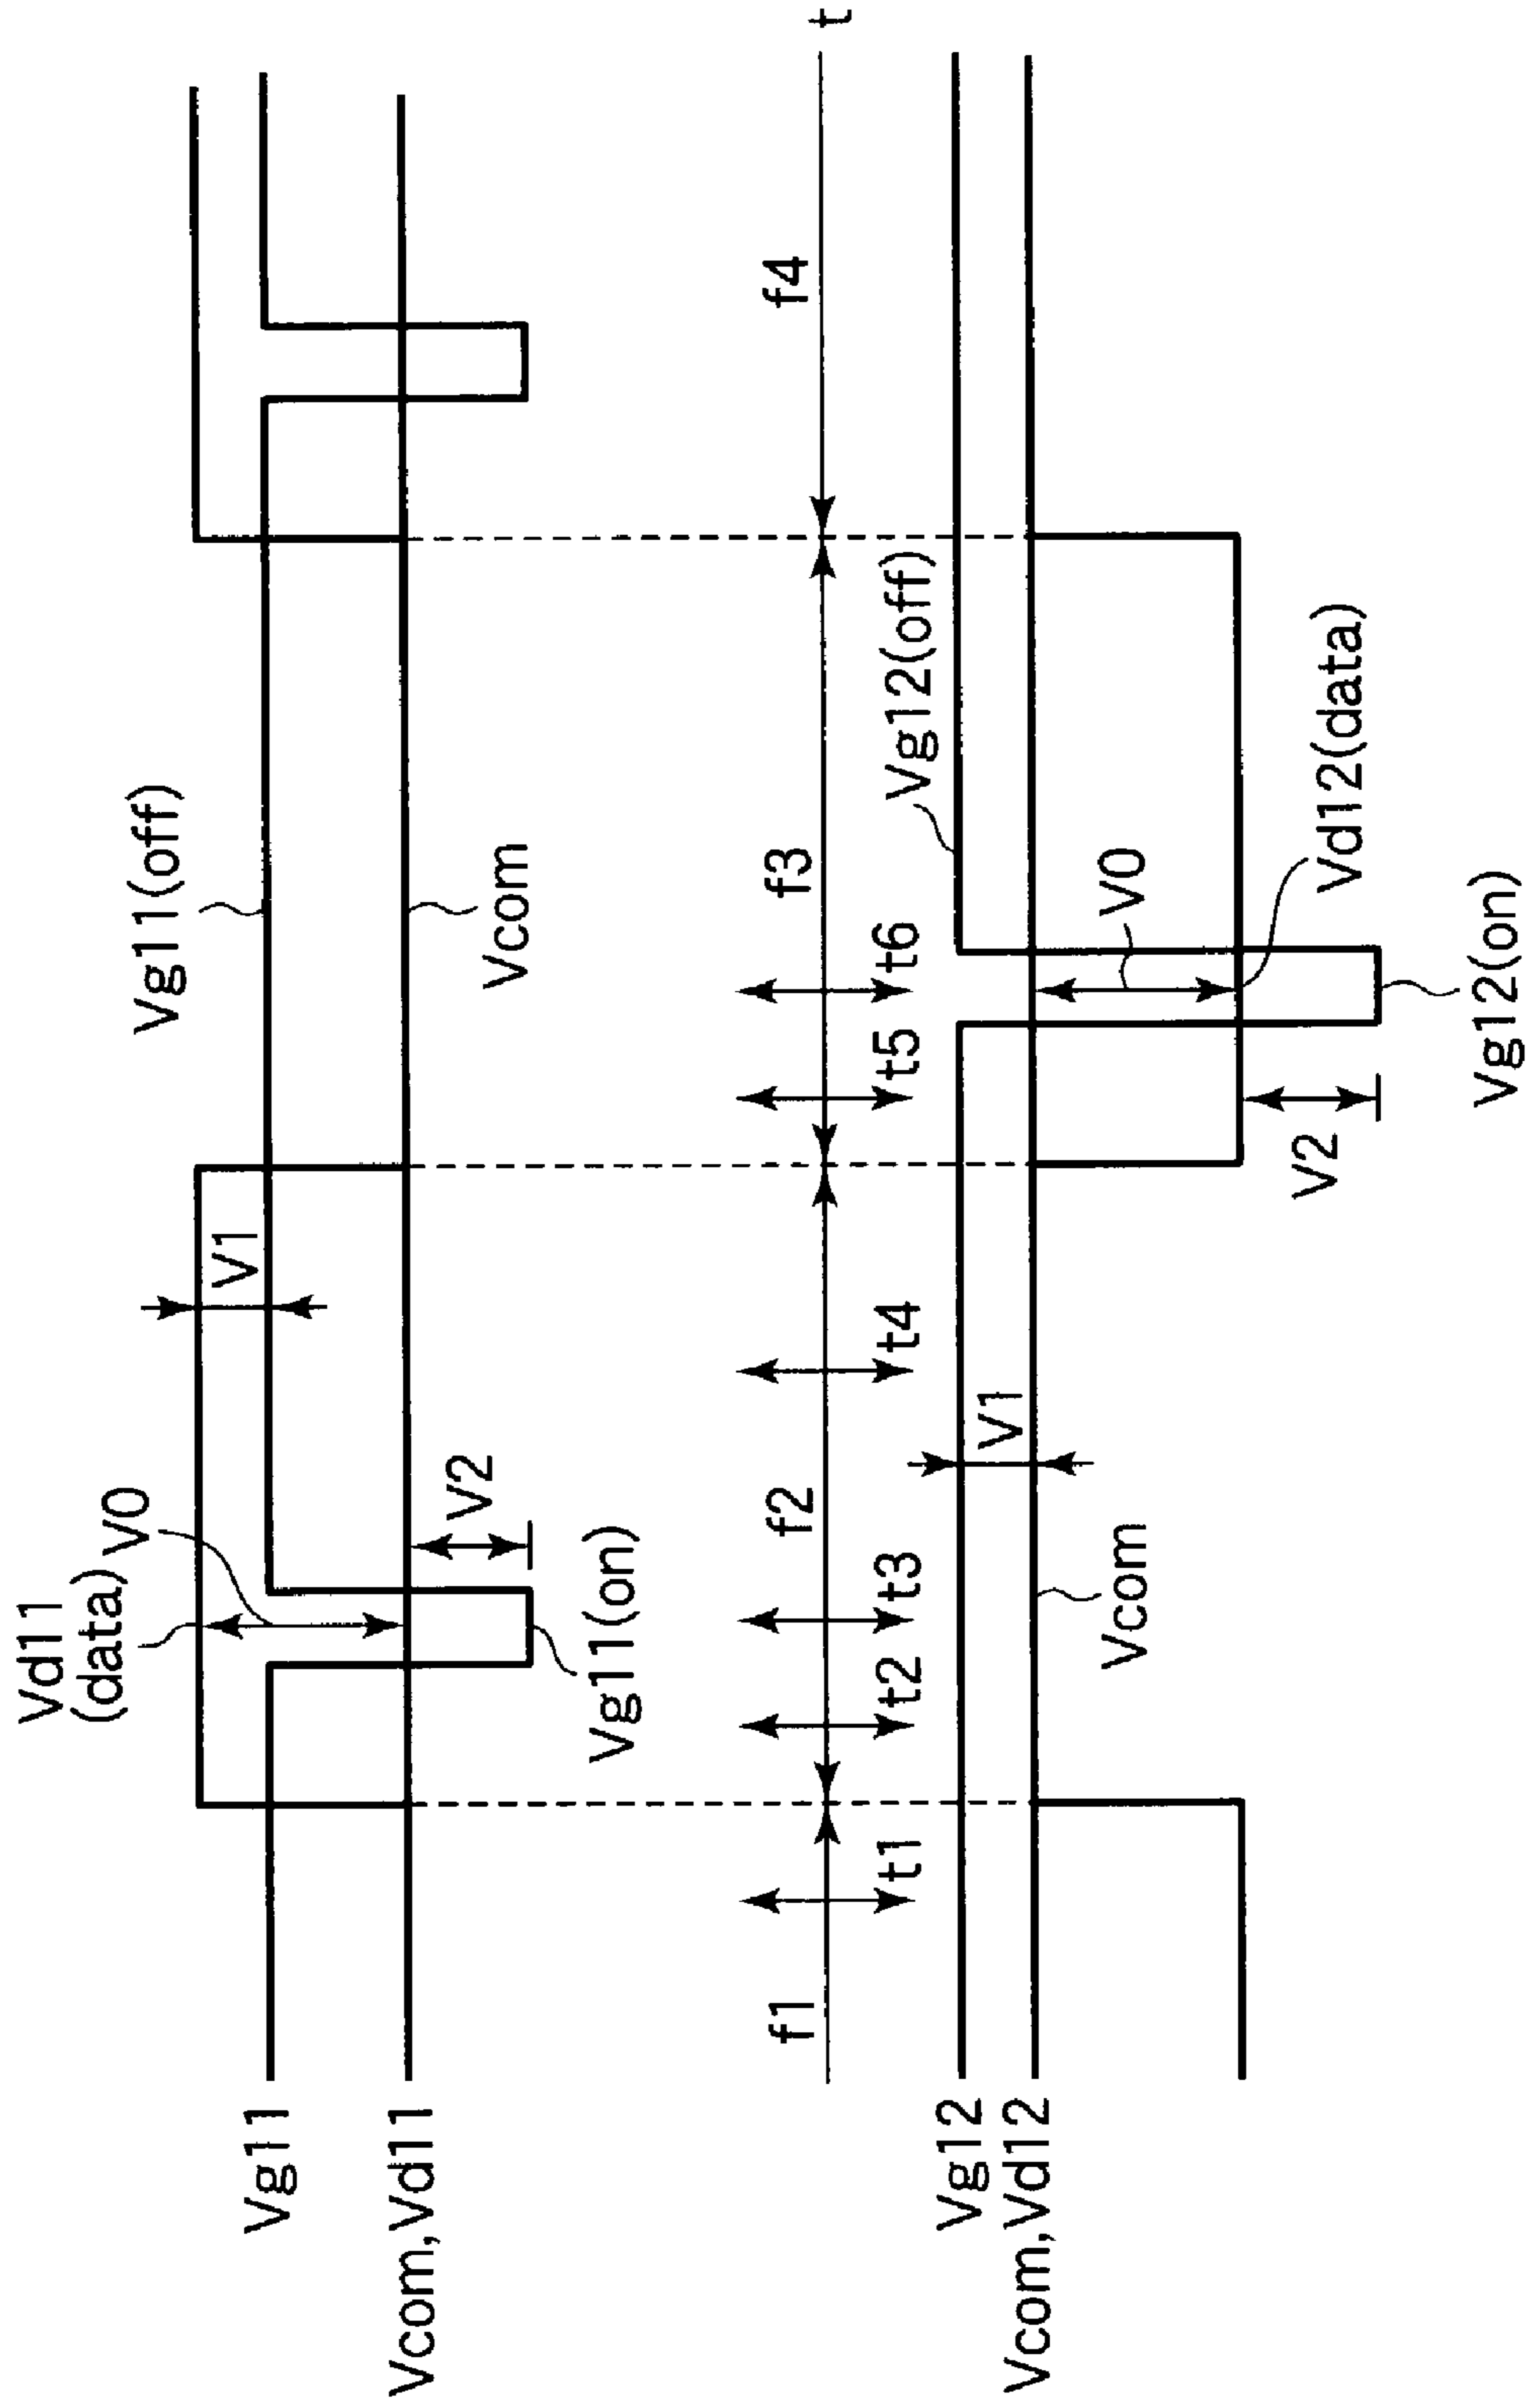 Vd11
(data)
V0
V1
Vg11(off)
Vg11
V2
Vcom,Vd11
Vg11(on)
Vcom
f1
f2
f3
f4
t
t1
t2
t3
t4
t5
t6
Vg12(off)
Vg12
V1
Vcom,Vd12
Vcom
V0
V2
Vd12(data)
Vg12(on)